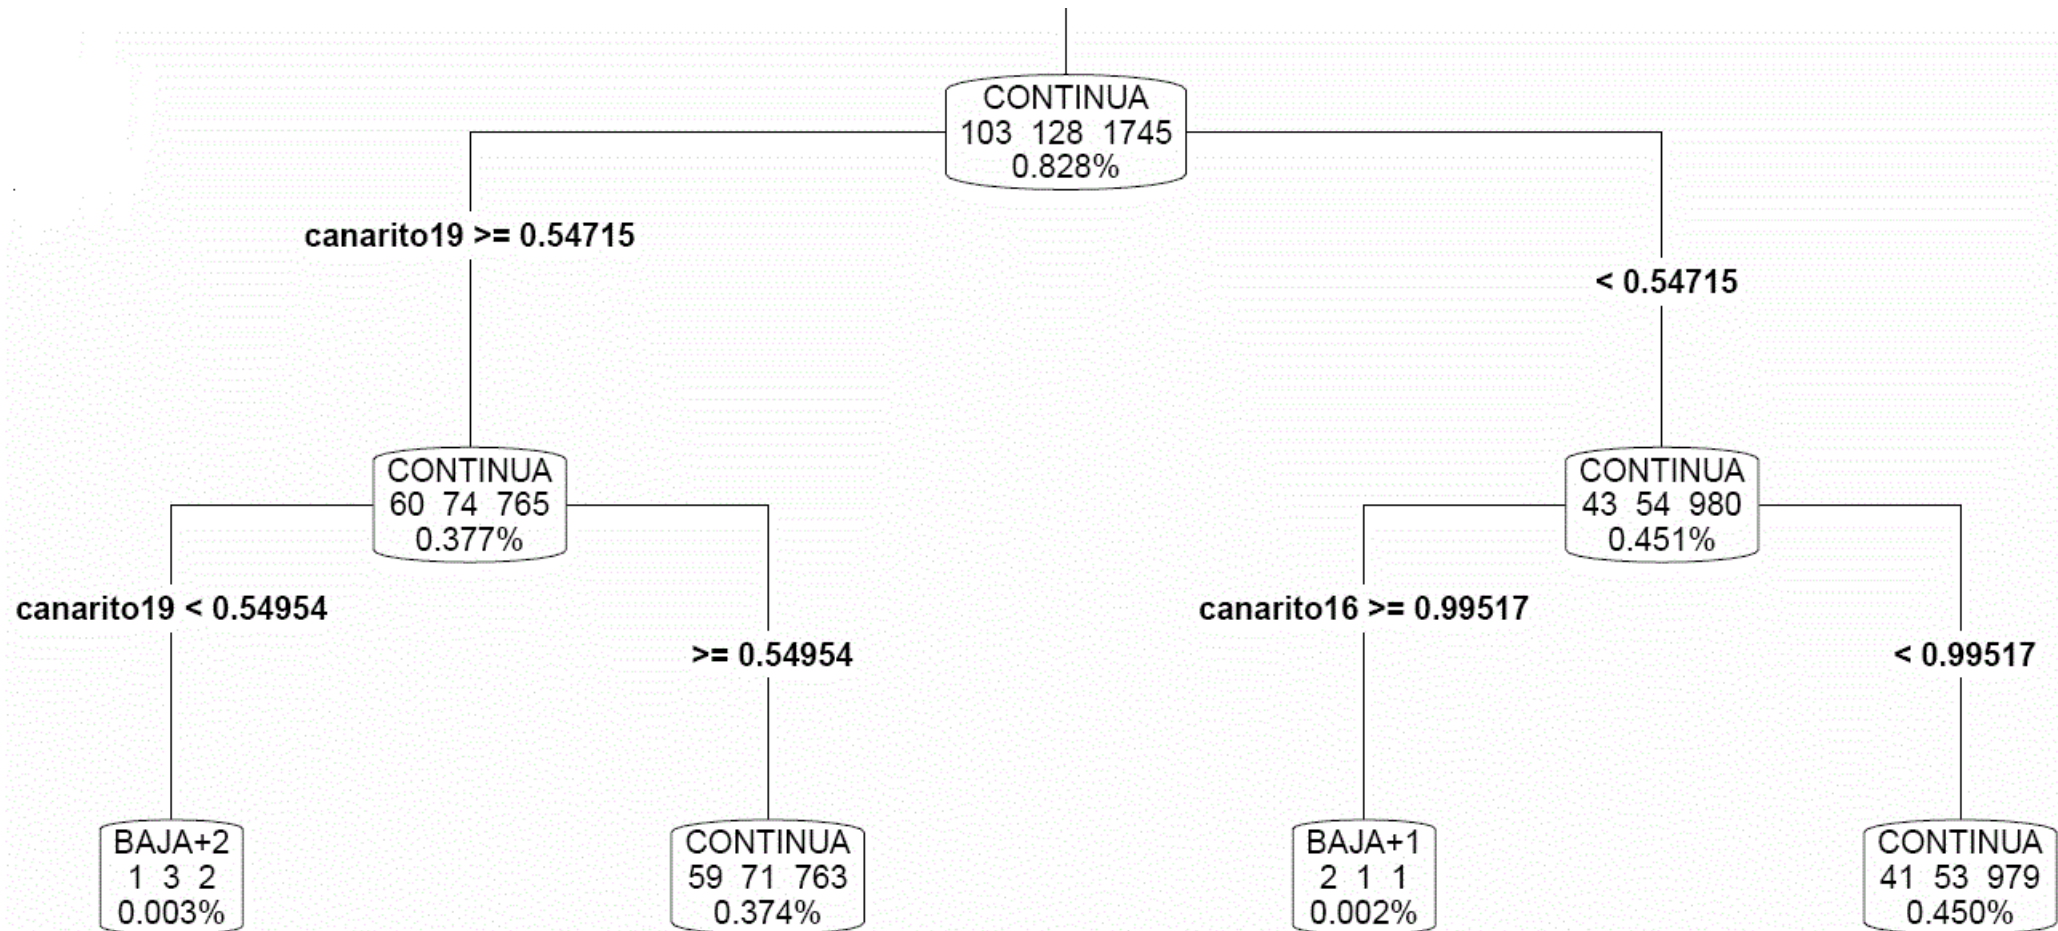 CONTINUA
103 128 1745
0.828%
canarito19 >= 0.54715
< 0.54715
CONTINUA
60 74 765
0.377%
CONTINUA
43 54 980
0.451%
canarito19 < 0.54954
>= 0.54954
canarito16 >= 0.99517
< 0.99517
BAJA+2
1 3 2
0.003%
CONTINUA
59 71 763
0.374%
BAJA+1
2 1 1
0.002%
CONTINUA
41 53 979
0.450%